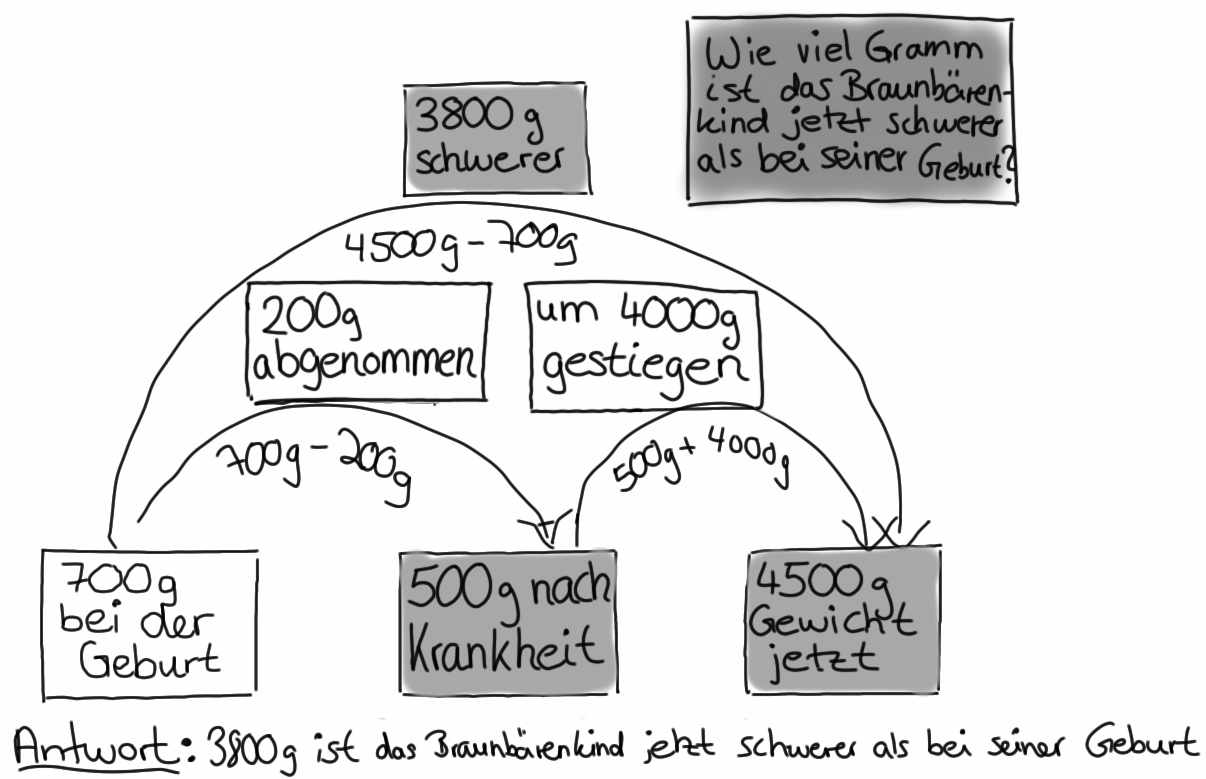 Wie viel Gramm
ist das Braunbären-
kind jetzt schwerer
als bei seiner Geburt?
3800 g
schwerer
4500g - 700g
200g
abgenommen
um 4000g
gestiegen
700g - 200g
500g + 4000g
700g
bei der
Geburt
500g nach
Krankheit
4500 g
Gewicht
jetzt
Antwort: 3800g ist das Braunbärenkind jetzt schwerer als bei seiner Geburt